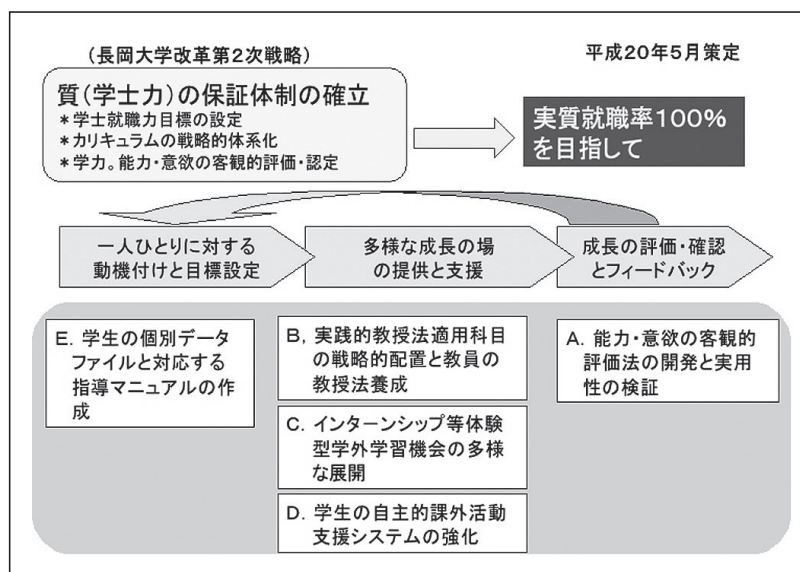 (長岡大学改革第2次戦略)
平成20年5月策定
質(学士力)の保証体制の確立
*学士就職力目標の設定
*カリキュラムの戦略的体系化
*学力。能力・意欲の客観的評価・認定
実質就職率100%
を目指して
一人ひとりに対する
動機付けと目標設定
多様な成長の場
の提供と支援
成長の評価・確認
とフィードバック
E. 学生の個別データ
ファイルと対応する
指導マニュアルの作
成
B, 実践的教授法適用科目
の戦略的配置と教員の
教授法養成
C. インターンシップ等体験
型学外学習機会の多様
な展開
D. 学生の自主的課外活動
支援システムの強化
A. 能力・意欲の客観的
評価法の開発と実用
性の検証